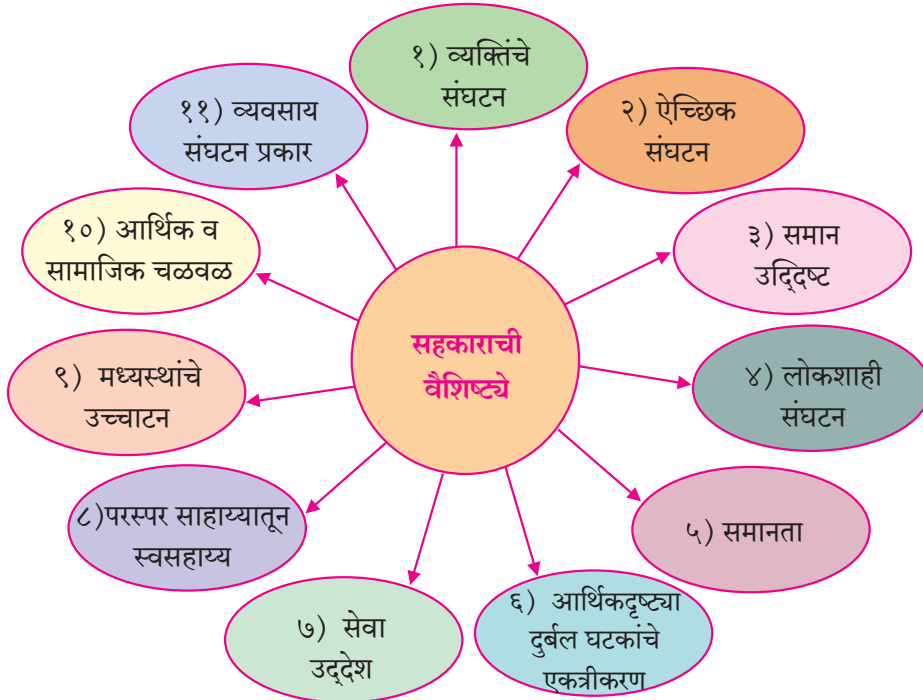 सहकाराची
वैशिष्ट्ये
१) व्यक्तिंचे
संघटन
२) ऐच्छिक
संघटन
३) समान
उद्दिष्ट
४) लोकशाही
संघटन
५) समानता
६) आर्थिकदृष्ट्या
दुर्बल घटकांचे
एकत्रीकरण
७) सेवा
उद्देश
८)परस्पर साहाय्यातून
स्वसहाय्य
९) मध्यस्थांचे
उच्चाटन
१०) आर्थिक व
सामाजिक चळवळ
११) व्यवसाय
संघटन प्रकार